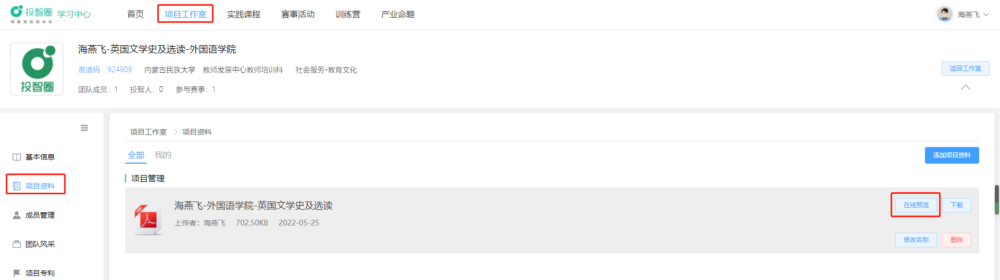 投智圈 学习中心 首页 项目工作室 实践课程 赛事活动 训练营 产业命题 海燕飞
用智慧投资未来
海燕飞-英国文学史及选读-外国语学院
邀请码：924909 内蒙古民族大学 教师发展中心教师培训科 社会服务-教育文化
返回工作室
投智圈
团队成员：1 投智人：0 参与赛事：1
项目工作室 > 项目资料
全部 我的
添加项目资料
基本信息
项目资料
成员管理
团队风采
项目专利
项目管理
海燕飞-外国语学院-英国文学史及选读
上传者：海燕飞 702.50KB 2022-05-25
在线预览 下载
修改名称 删除